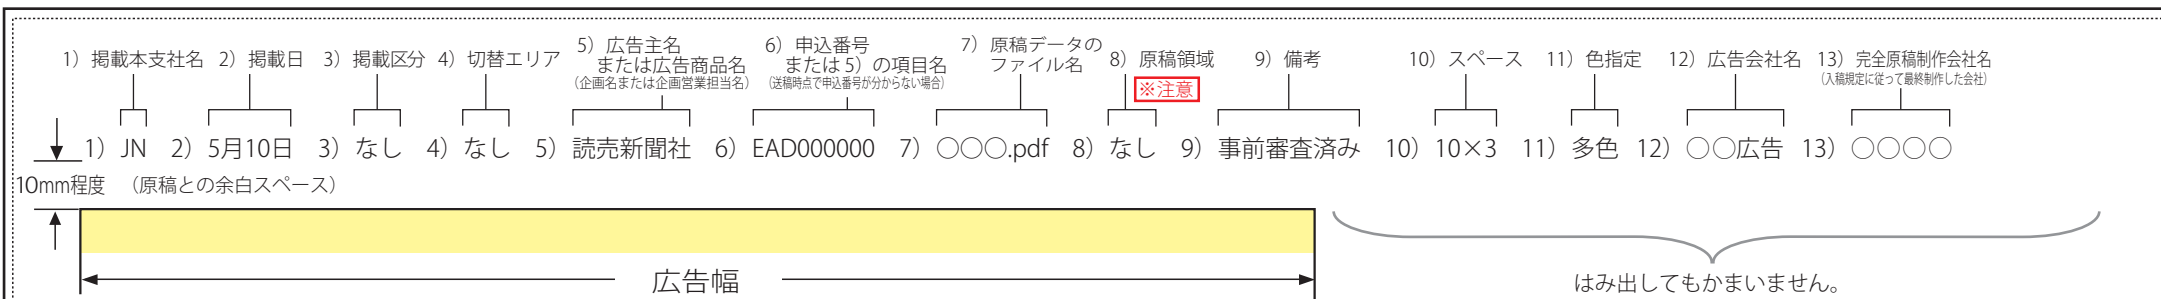 1）掲載本支社名
2）掲載日
3）掲載区分
4）切替エリア
5）広告主名
または広告商品名
（企画名または企画営業担当名）
6）申込番号
または5）の項目名
（送稿時点で申込番号が分からない場合）
7）原稿データの
ファイル名
8）原稿領域
※注意
9）備考
10）スペース
11）色指定
12）広告会社名
13）完全原稿制作会社名
（入稿規定に従って最終制作した会社）
1）JN 2）5月10日 3）なし 4）なし 5）読売新聞社 6）EAD000000 7）○○○.pdf 8）なし 9）事前審査済み 10）10×3 11）多色 12）○○広告 13）○○○○
10mm程度 （原稿との余白スペース）
広告幅
はみ出してもかまいません。